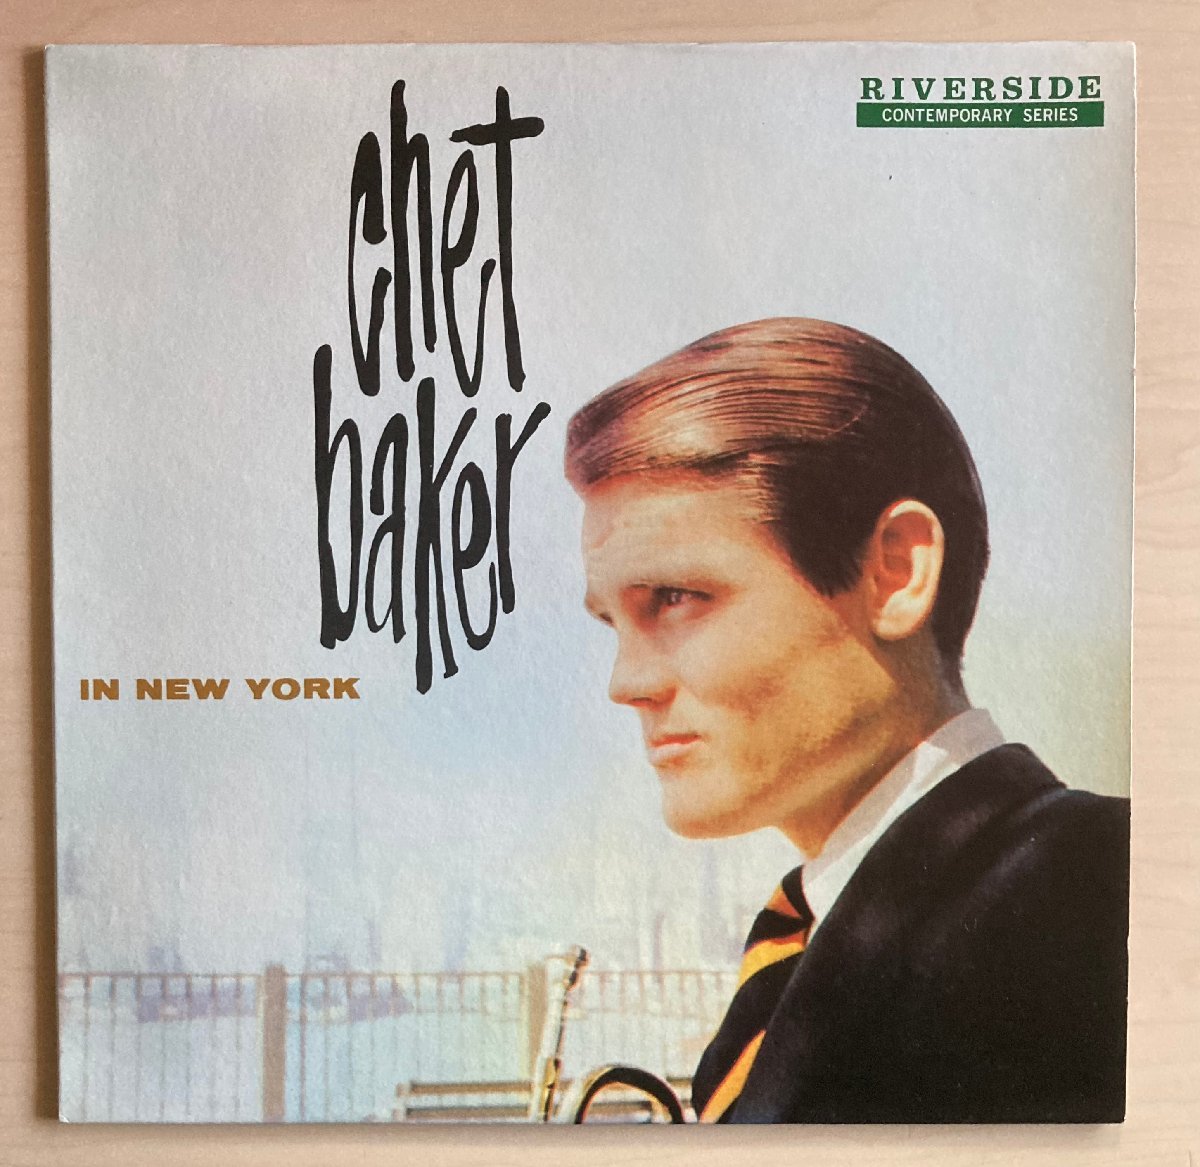 RIVERSIDE
CONTEMPORARY SERIES
chet
baker
IN NEW YORK